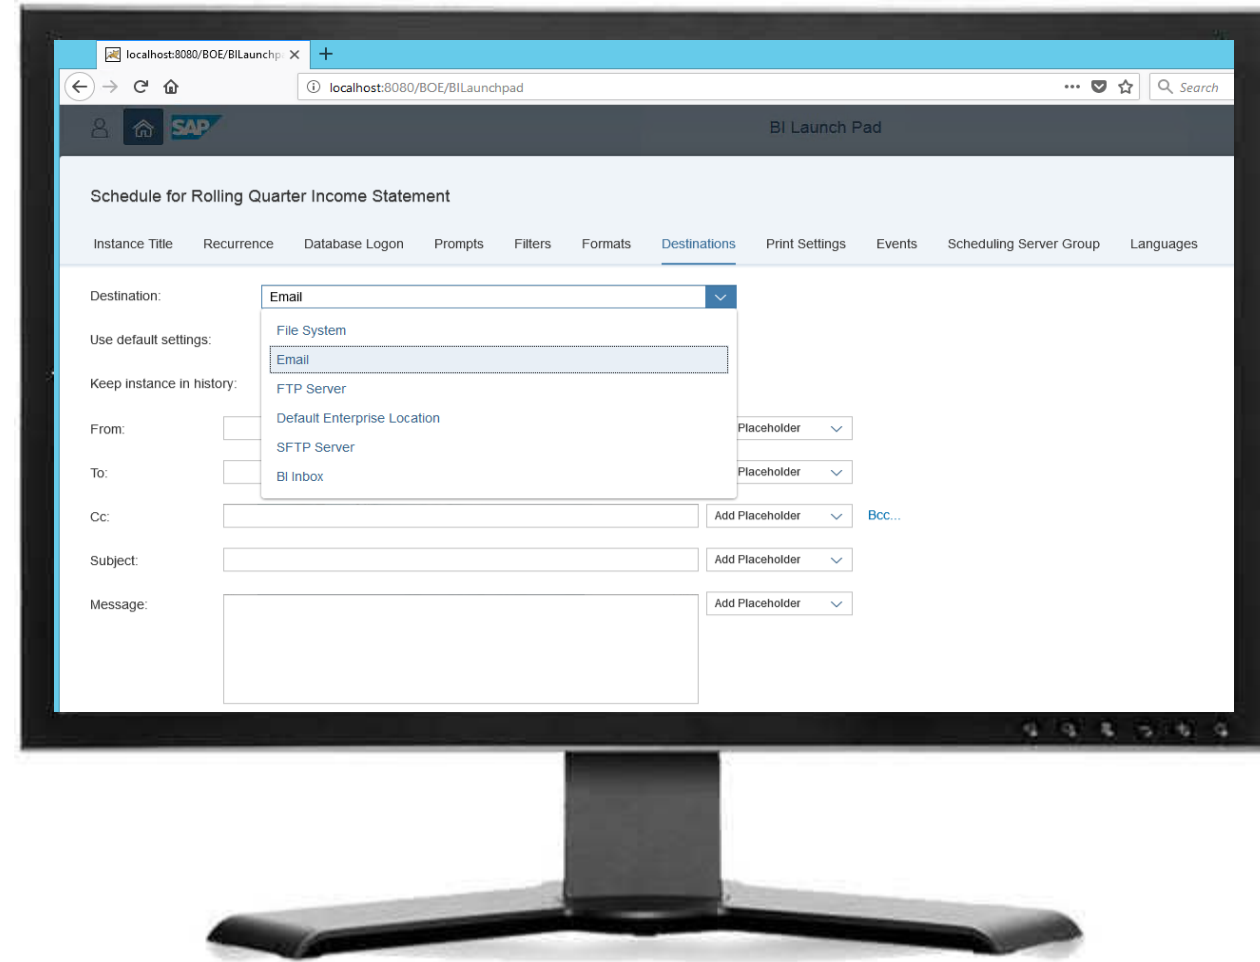 localhost:8080/BOE/BILaunchp
localhost:8080/BOE/BILaunchpad
Search
SAP
BI Launch Pad
Schedule for Rolling Quarter Income Statement
Instance Title Recurrence Database Logon Prompts Filters Formats Destinations Print Settings Events Scheduling Server Group Languages
Destination: Email
File System
Use default settings:
Email
Keep instance in history:
FTP Server
Default Enterprise Location
From: Placeholder
SFTP Server
To: Placeholder
BI Inbox
Cc: Add Placeholder Bcc...
Subject: Add Placeholder
Message: Add Placeholder